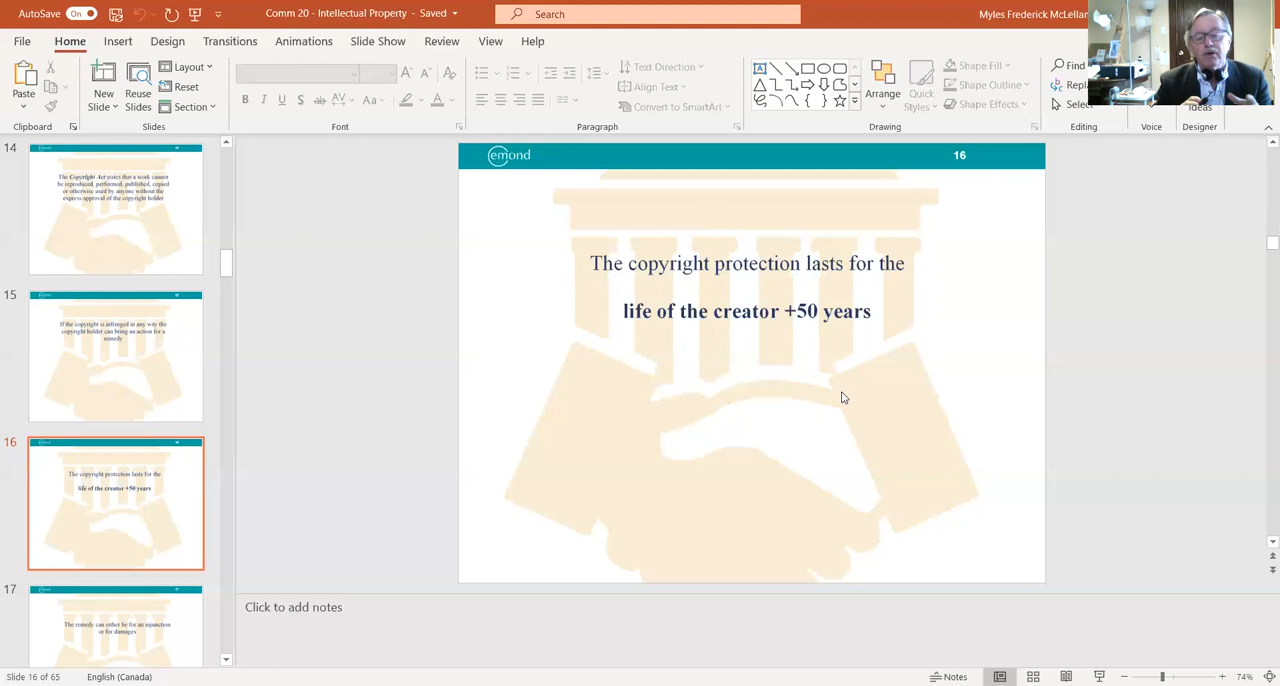 AutoSave On
Comm 20 - Intellectual Property - Saved
Search
Myles Frederick McLellan
File Home Insert Design Transitions Animations Slide Show Review View Help
Paste
New
Slide
Reuse
Slides
Layout
Reset
Section
B I U S ab AV Aa A
Text Direction
Align Text
Convert to SmartArt
Arrange
Quick
Styles
Shape Fill
Shape Outline
Shape Effects
Find
Select
Clipboard Slides Font Paragraph Drawing Editing Voice Designer
14
The Copyright Act states that a work cannot
be reproduced, performed, published, copied
or otherwise used by anyone without the
express approval of the copyright holder
15
If the copyright is infringed in any way the
copyright holder can bring an action for a
remedy
16
The copyright protection lasts for the
life of the creator +50 years
17
The remedy can either be for an injunction
or for damages
emond 16
The copyright protection lasts for the
life of the creator +50 years
Click to add notes
Slide 16 of 65 English (Canada) Notes 74%